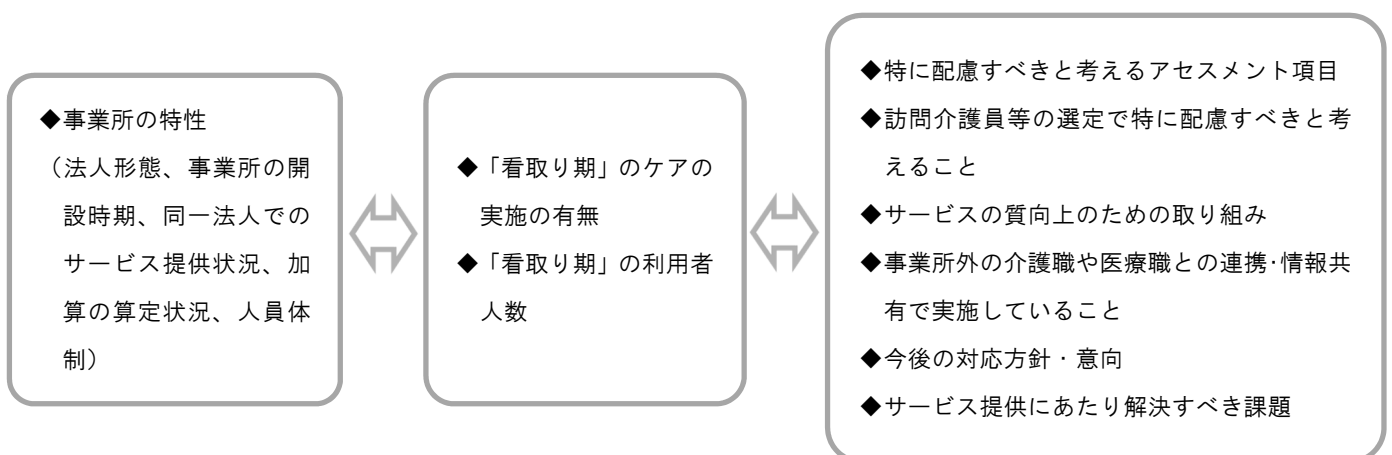 ◆事業所の特性
（法人形態、事業所の開
設時期、同一法人での
サービス提供状況、加
算の算定状況、人員体
制）
◆「看取り期」のケアの
実施の有無
◆「看取り期」の利用者
人数
◆特に配慮すべきと考えるアセスメント項目
◆訪問介護員等の選定で特に配慮すべきと考
えること
◆サービスの質向上のための取り組み
◆事業所外の介護職や医療職との連携･情報共
有で実施していること
◆今後の対応方針・意向
◆サービス提供にあたり解決すべき課題